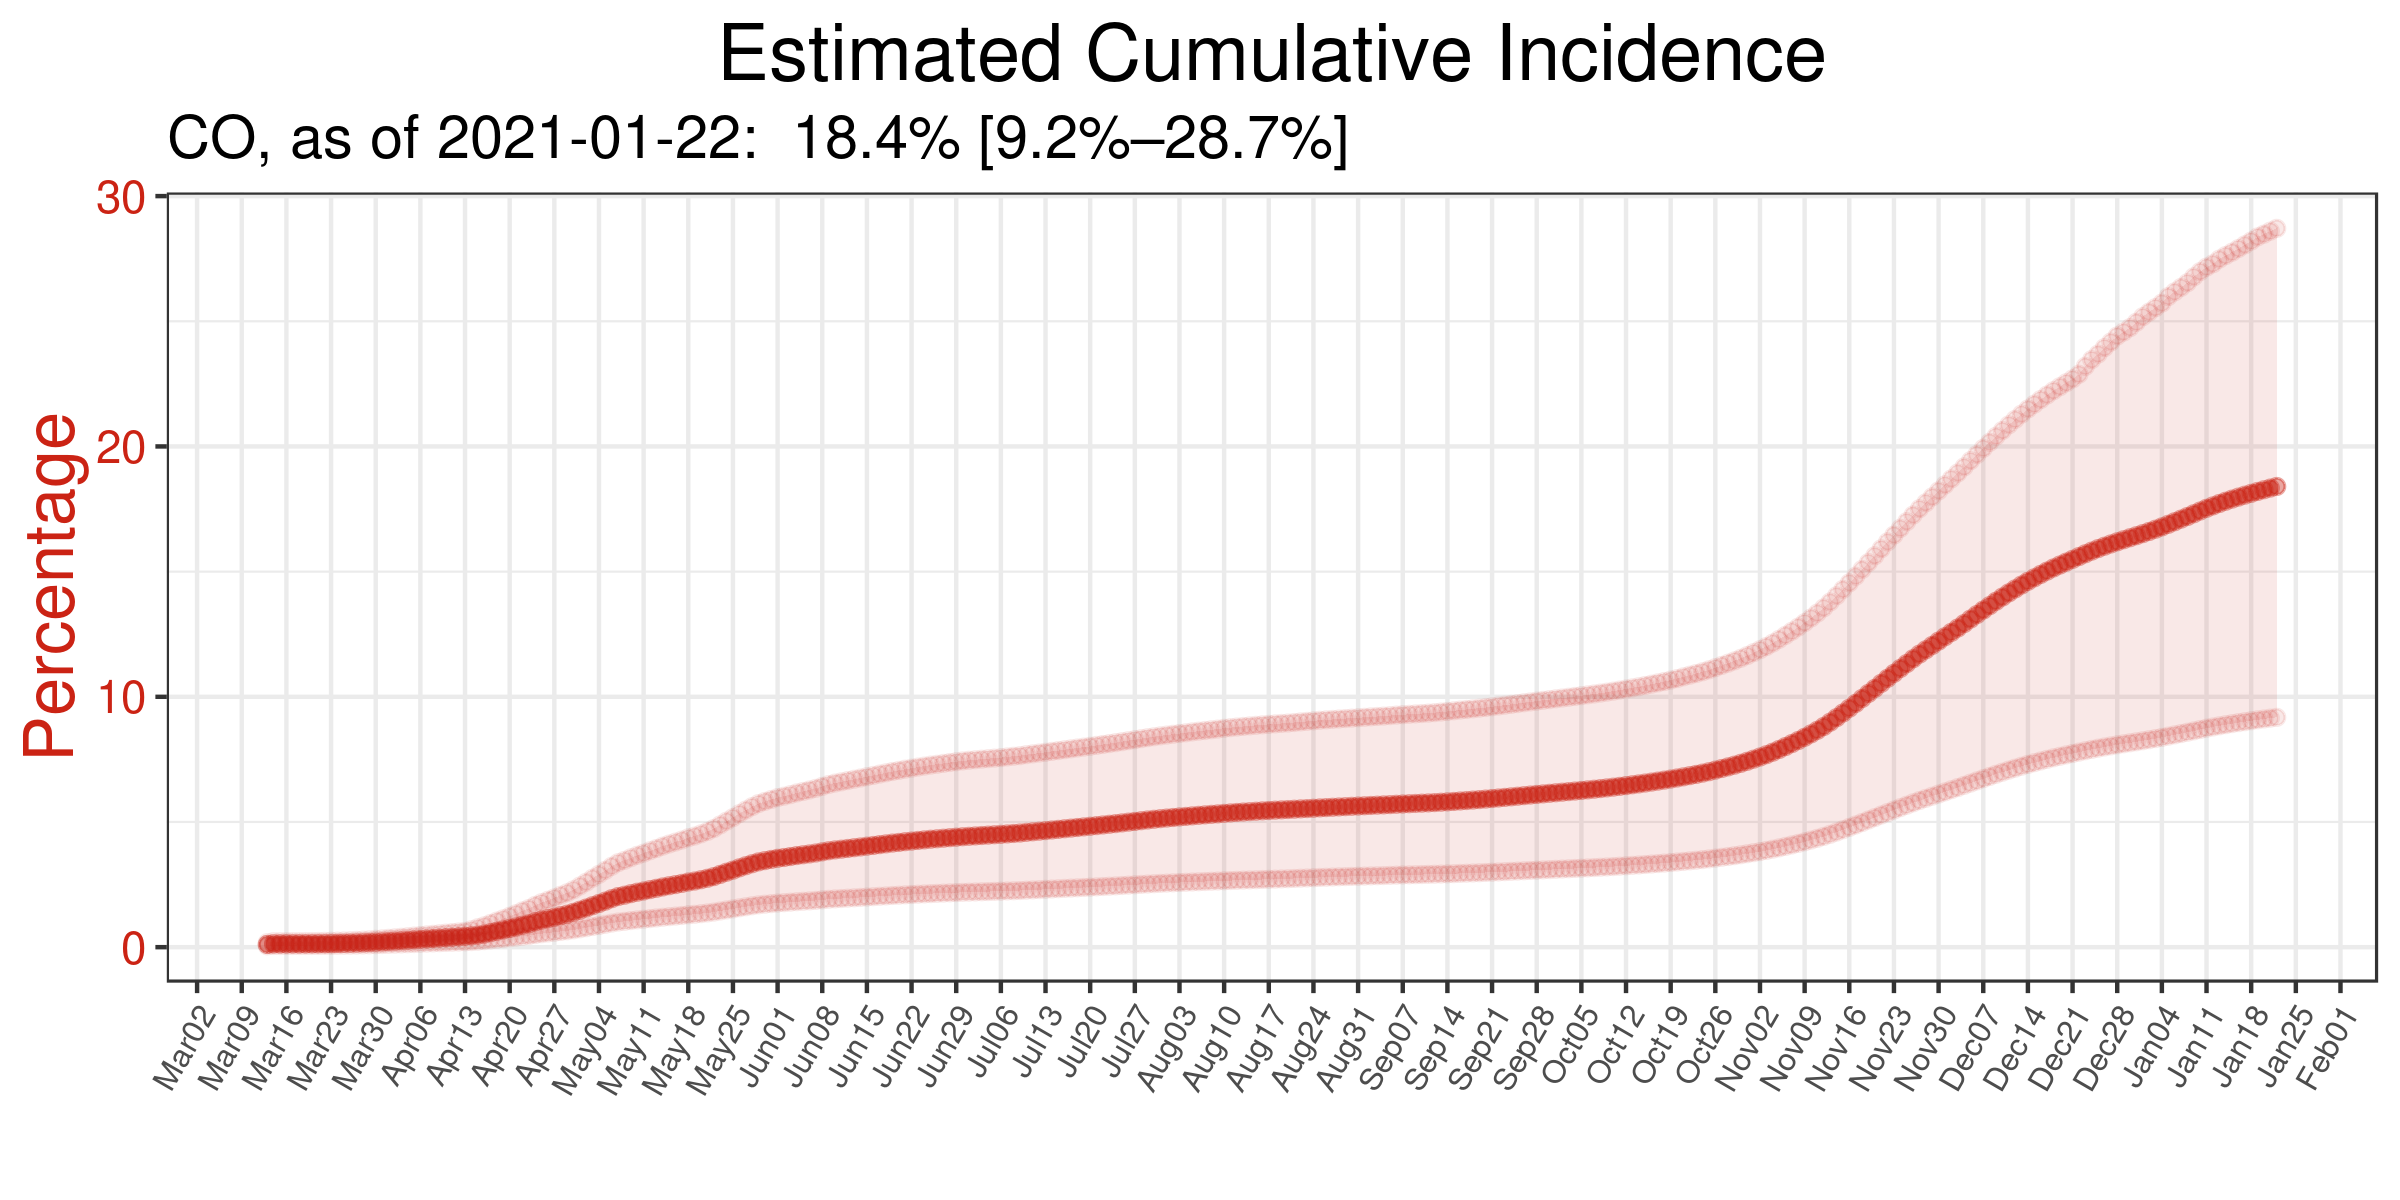 Estimated Cumulative Incidence
CO, as of 2021-01-22:  18.4% [9.2%–28.7%]
Percentage
30
20
10
0
Mar02
Mar09
Mar16
Mar23
Mar30
Apr06
Apr13
Apr20
Apr27
May04
May11
May18
May25
Jun01
Jun08
Jun15
Jun22
Jun29
Jul06
Jul13
Jul20
Jul27
Aug03
Aug10
Aug17
Aug24
Aug31
Sep07
Sep14
Sep21
Sep28
Oct05
Oct12
Oct19
Oct26
Nov02
Nov09
Nov16
Nov23
Nov30
Dec07
Dec14
Dec21
Dec28
Jan04
Jan11
Jan18
Jan25
Feb01